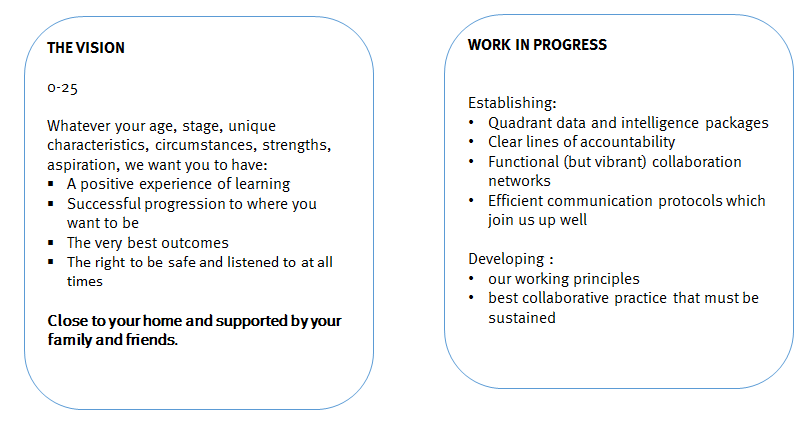 THE VISION
0-25
Whatever your age, stage, unique
characteristics, circumstances, strengths,
aspiration, we want you to have:
▪ A positive experience of learning
▪ Successful progression to where you
want to be
▪ The very best outcomes
▪ The right to be safe and listened to at all
times
Close to your home and supported by your
family and friends.
WORK IN PROGRESS
Establishing:
• Quadrant data and intelligence packages
• Clear lines of accountability
• Functional (but vibrant) collaboration
networks
• Efficient communication protocols which
join us up well
Developing :
• our working principles
• best collaborative practice that must be
sustained